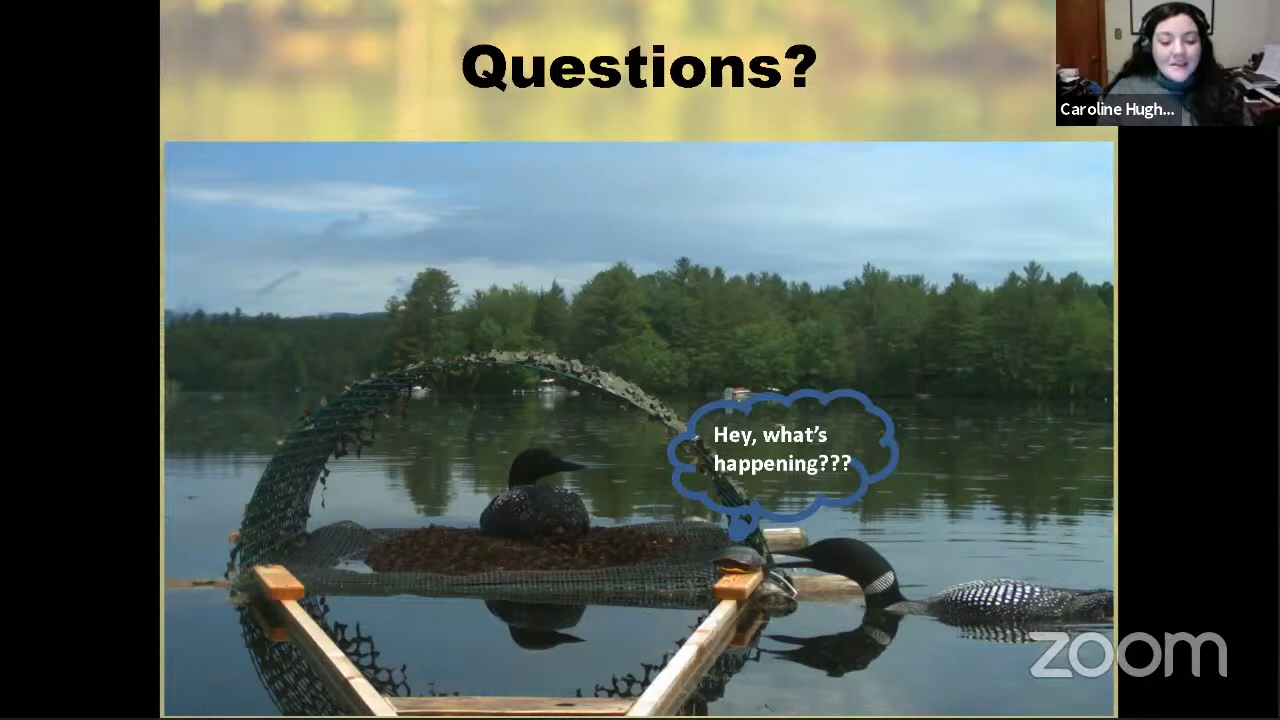 Questions?
Caroline Hugh...
Hey, what's
happening???
zoom